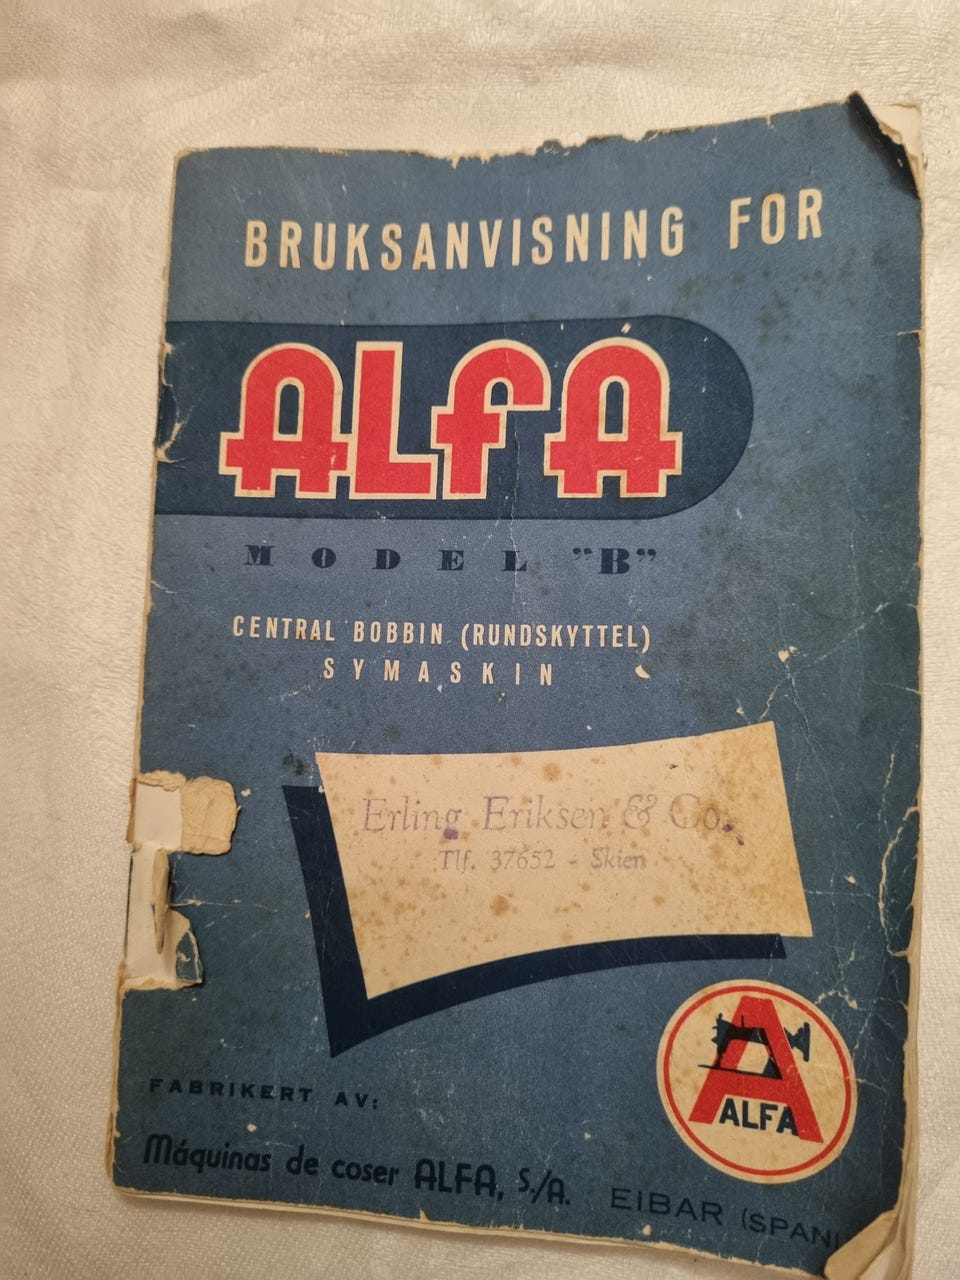 BRUKSANVISNING FOR
ALFA
MODEL "B"
CENTRAL BOBBIN (RUNDSKYTTEL)
SYMASKIN
Erling Eriksen & Co.
Tlf. 37652 - Skien
FABRIKERT AV:
Máquinas de coser ALFA, S./A. EIBAR
ALFA